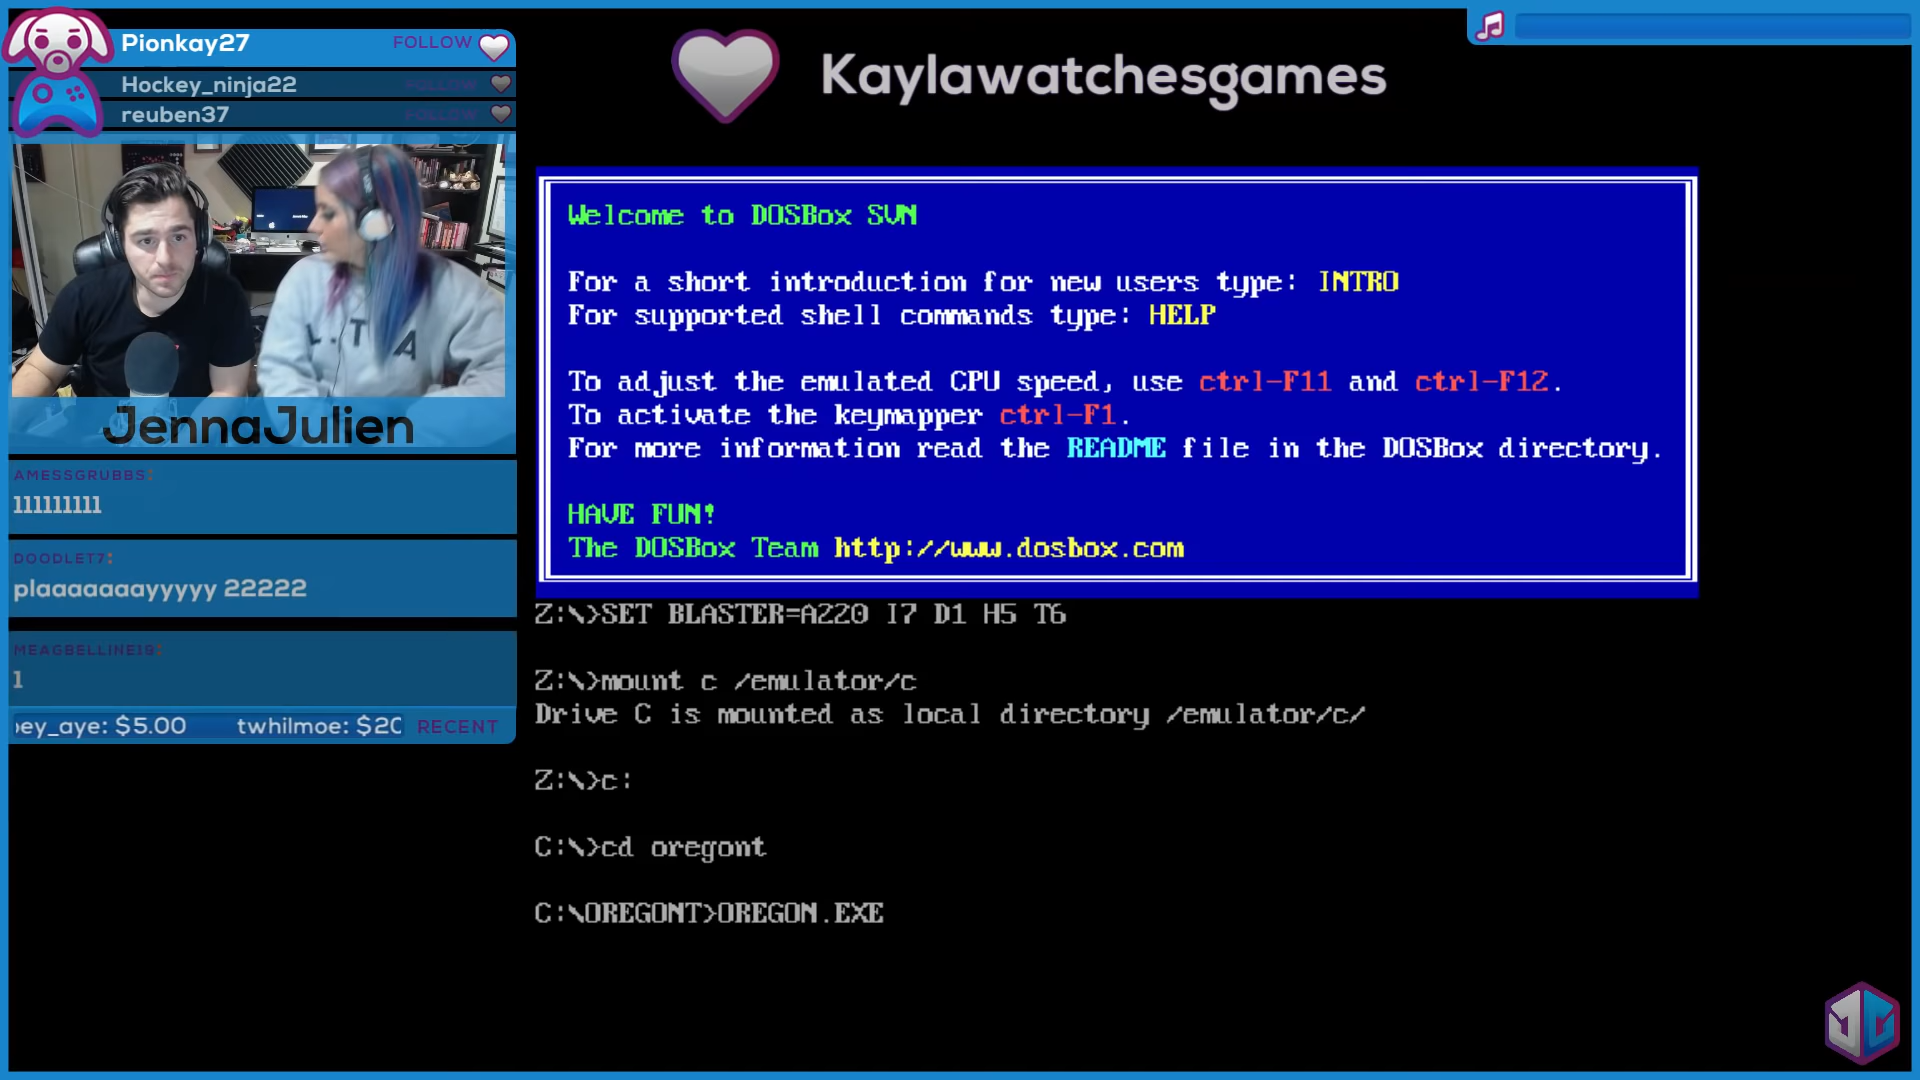 Pionkay27 FOLLOW
Hockey_ninja22 FOLLOW
reuben37 FOLLOW
Kaylawatchesgames
L.T A
JennaJulien
AMESSGRUBBS:
111111111
DOODLET7:
plaaaaaaayyyyy 22222
MEAGBELLINE19:
1
ey_aye: $5.00 twhilmoe: $20 RECENT
Welcome to DOSBox SVN
For a short introduction for new users type: INTRO
For supported shell commands type: HELP
To adjust the emulated CPU speed, use ctrl-F11 and ctrl-F12.
To activate the keymapper ctrl-F1.
For more information read the README file in the DOSBox directory.
HAVE FUN!
The DOSBox Team http://www.dosbox.com
Z:\>SET BLASTER=A220 I7 D1 H5 T6
Z:\>mount c /emulator/c
Drive C is mounted as local directory /emulator/c/
Z:\>c:
C:\>cd oregont
C:\OREGONT>OREGON.EXE